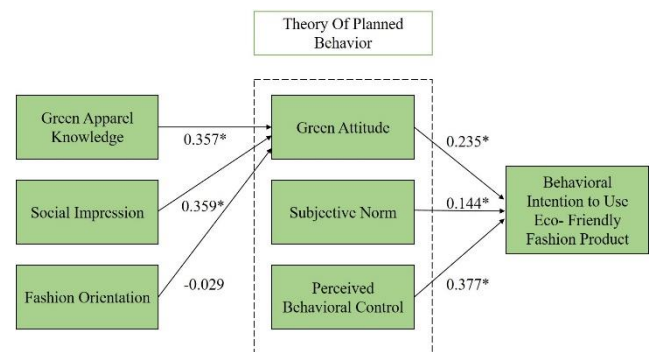 Theory Of Planned
Behavior
Green Apparel
Knowledge
0.357*
Green Attitude
0.235*
Social Impression
0.359*
Subjective Norm
0.144*
Behavioral
Intention to Use
Eco- Friendly
Fashion Product
Fashion Orientation
-0.029
Perceived
Behavioral Control
0.377*